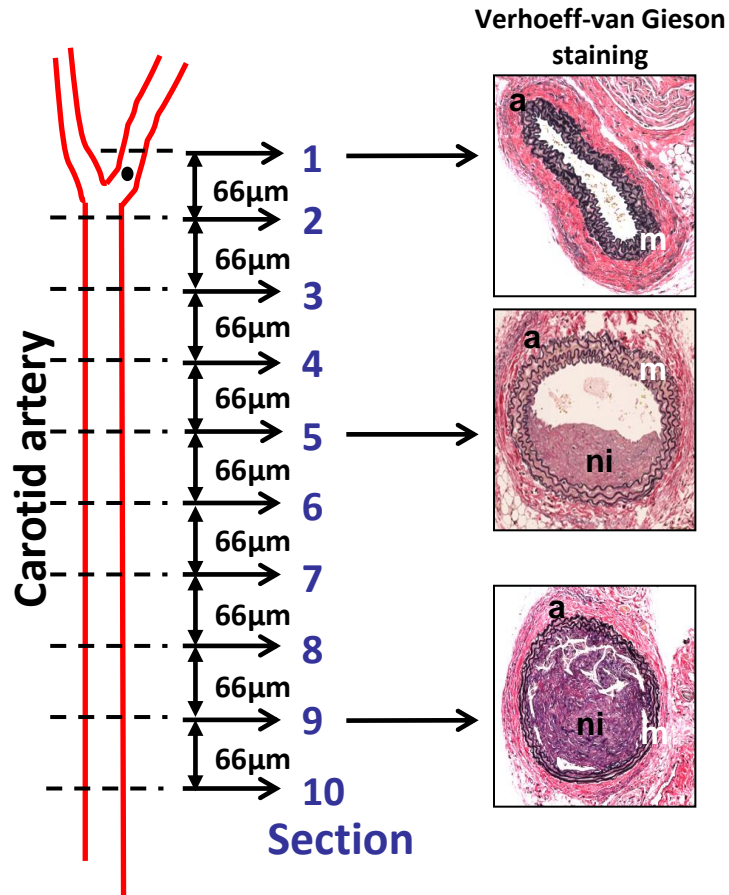 Verhoeff-van Gieson
staining
a
m
1
66µm
2
66µm
3
66µm
4
66µm
5
66µm
6
66µm
7
66µm
8
66µm
9
66µm
10
Section
Carotid artery
a
m
ni
a
ni
m